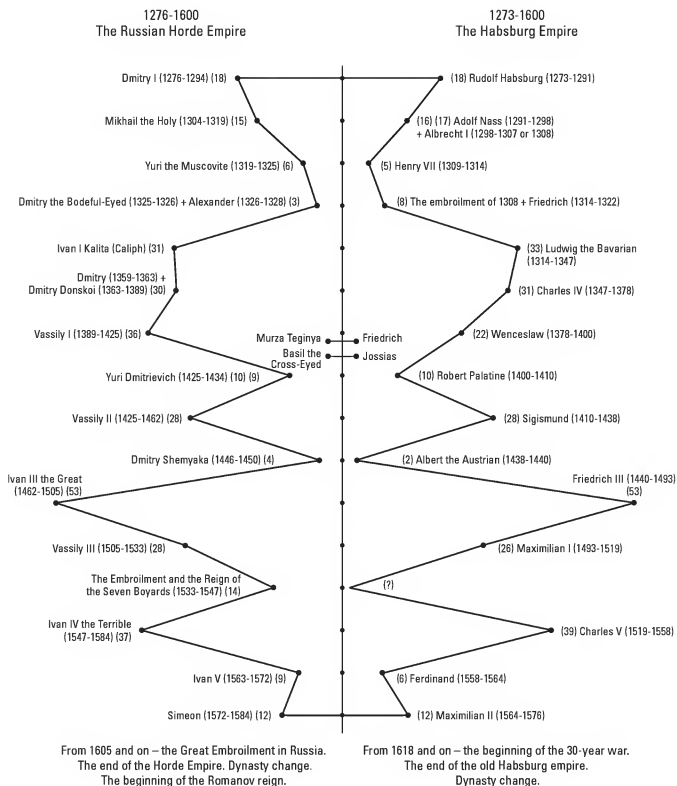 1276-1600
The Russian Horde Empire
1273-1600
The Habsburg Empire
Dmitry I (1276-1294) (18)
(18) Rudolf Habsburg (1273-1291)
Mikhail the Holy (1304-1319) (15)
(16) (17) Adolf Nass (1291-1298)
+ Albrecht I (1298-1307 or 1308)
Yuri the Muscovite (1319-1325) (6)
(5) Henry VII (1309-1314)
Dmitry the Bodeful-Eyed (1325-1326) + Alexander (1326-1328) (3)
(8) The embroilment of 1308 + Friedrich (1314-1322)
Ivan I Kalita (Caliph) (31)
(33) Ludwig the Bavarian
(1314-1347)
Dmitry (1359-1363) +
Dmitry Donskoi (1363-1389) (30)
(31) Charles IV (1347-1378)
Vassily I (1389-1425) (36)
(22) Wenceslaw (1378-1400)
Murza Teginya
Friedrich
Basil the
Cross-Eyed
Jossias
Yuri Dmitrievich (1425-1434) (10) (9)
(10) Robert Palatine (1400-1410)
Vassily II (1425-1462) (28)
(28) Sigismund (1410-1438)
Dmitry Shemyaka (1446-1450) (4)
(2) Albert the Austrian (1438-1440)
Ivan III the Great
(1462-1505) (53)
Friedrich III (1440-1493)
(53)
Vassily III (1505-1533) (28)
(26) Maximilian I (1493-1519)
The Embroilment and the Reign of
the Seven Boyards (1533-1547) (14)
(?)
Ivan IV the Terrible
(1547-1584) (37)
(39) Charles V (1519-1558)
Ivan V (1563-1572) (9)
(6) Ferdinand (1558-1564)
Simeon (1572-1584) (12)
(12) Maximilian II (1564-1576)
From 1605 and on – the Great Embroilment in Russia.
The end of the Horde Empire. Dynasty change.
The beginning of the Romanov reign.
From 1618 and on – the beginning of the 30-year war.
The end of the old Habsburg empire.
Dynasty change.